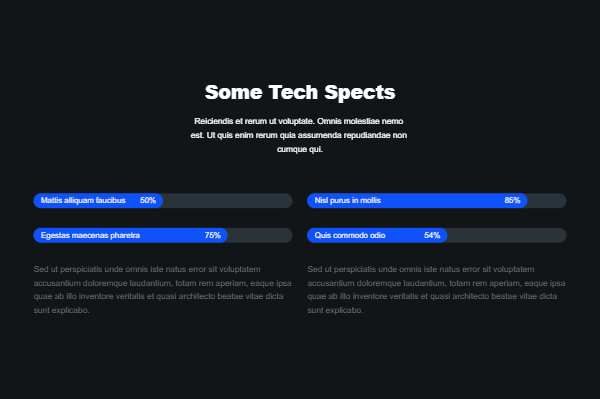 Some Tech Spects
Reiciendis et rerum ut voluptate. Omnis molestiae nemo
est. Ut quis enim rerum quia assumenda repudiandae non
cumque qui.
Mattis alliquam faucibus 50%
Nisl purus in mollis 85%
Egestas maecenas pharetra 75%
Quis commodo odio 54%
Sed ut perspiciatis unde omnis iste natus error sit voluptatem
accusantium doloremque laudantium, totam rem aperiam, eaque ipsa
quae ab illo inventore veritatis et quasi architecto beatae vitae dicta
sunt explicabo.
Sed ut perspiciatis unde omnis iste natus error sit voluptatem
accusantium doloremque laudantium, totam rem aperiam, eaque ipsa
quae ab illo inventore veritatis et quasi architecto beatae vitae dicta
sunt explicabo.